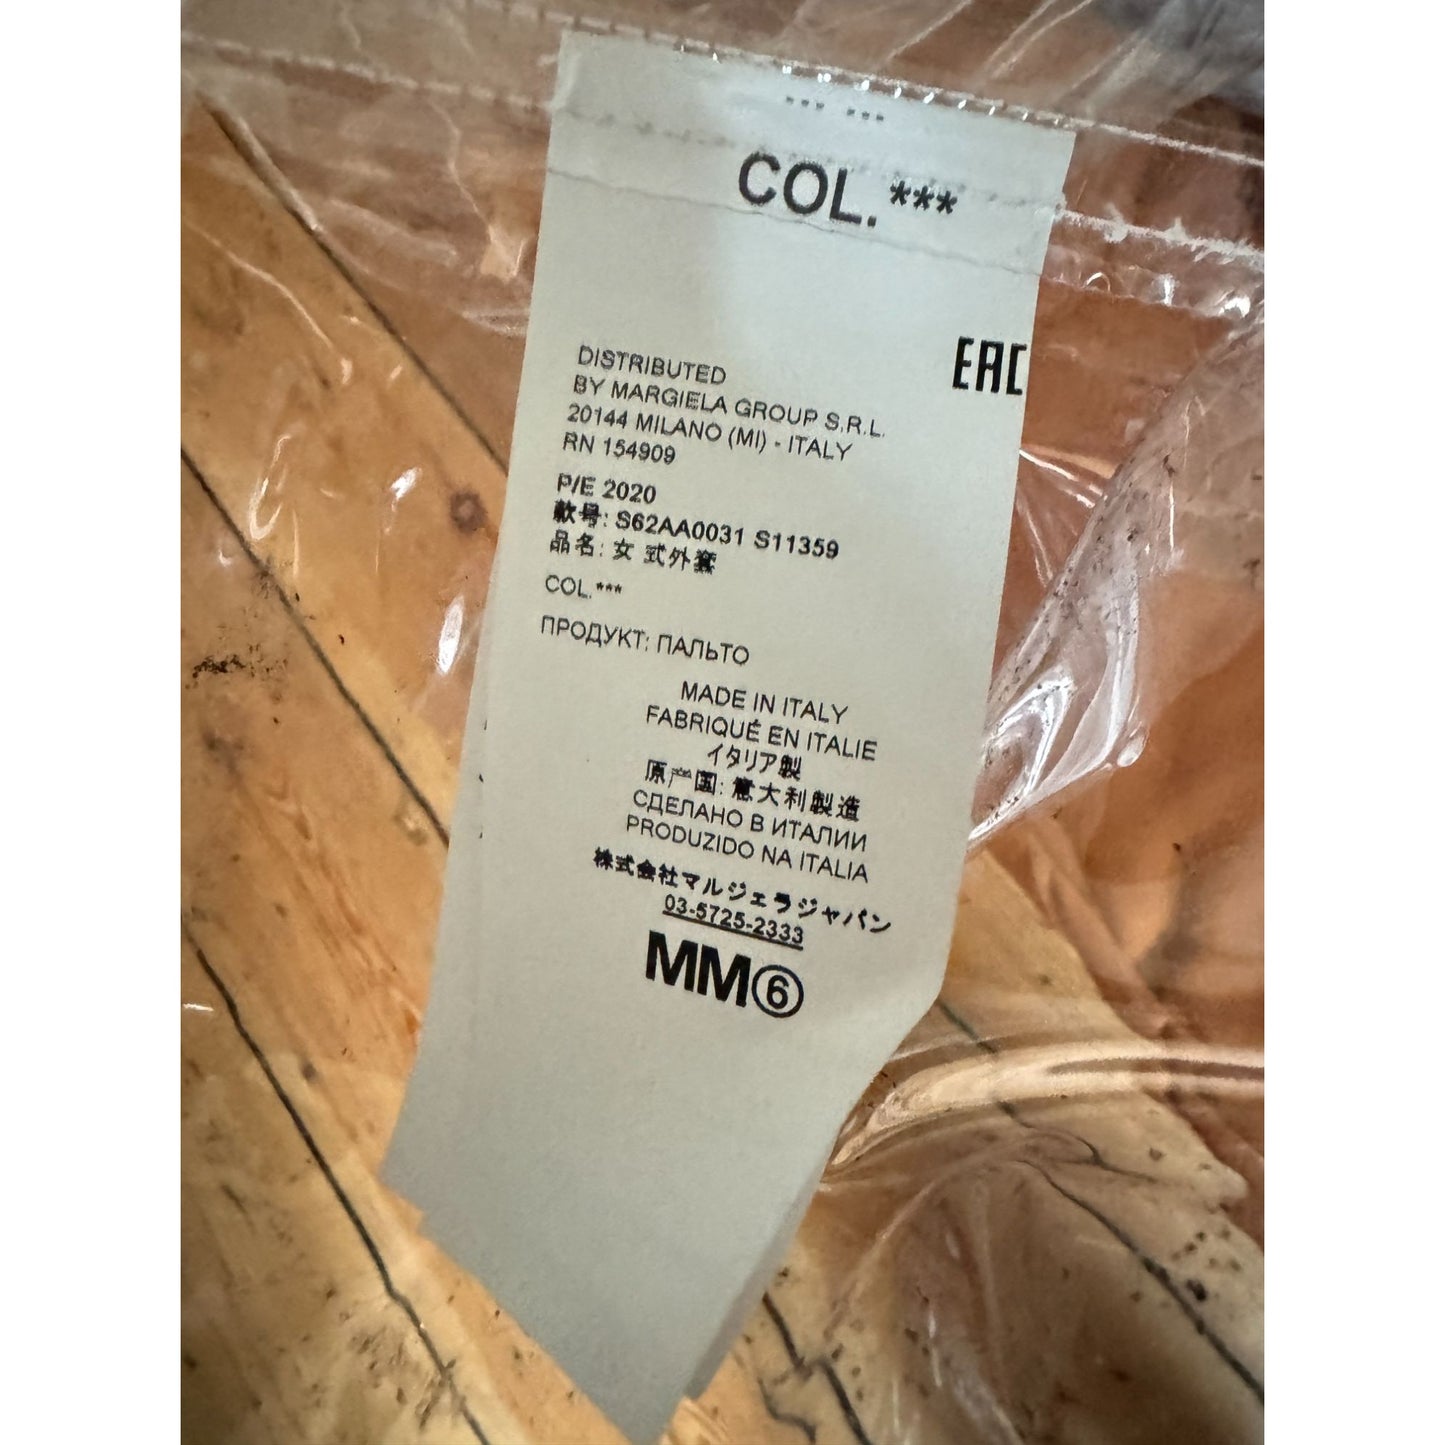 *** ***
COL.***
EAC
DISTRIBUTED
BY MARGIELA GROUP S.R.L.
20144 MILANO (MI) - ITALY
RN 154909
P/E 2020
款号: S62AA0031 S11359
品名: 女 式外套
COL.***
ПРОДУКТ: ПАЛЬТО
MADE IN ITALY
FABRIQUÉ EN ITALIE
イタリア製
原产国: 意大利製造
СДЕЛАНО В ИТАЛИИ
PRODUZIDO NA ITALIA
株式会社マルジェラジャパン
03-5725-2333
MM⑥